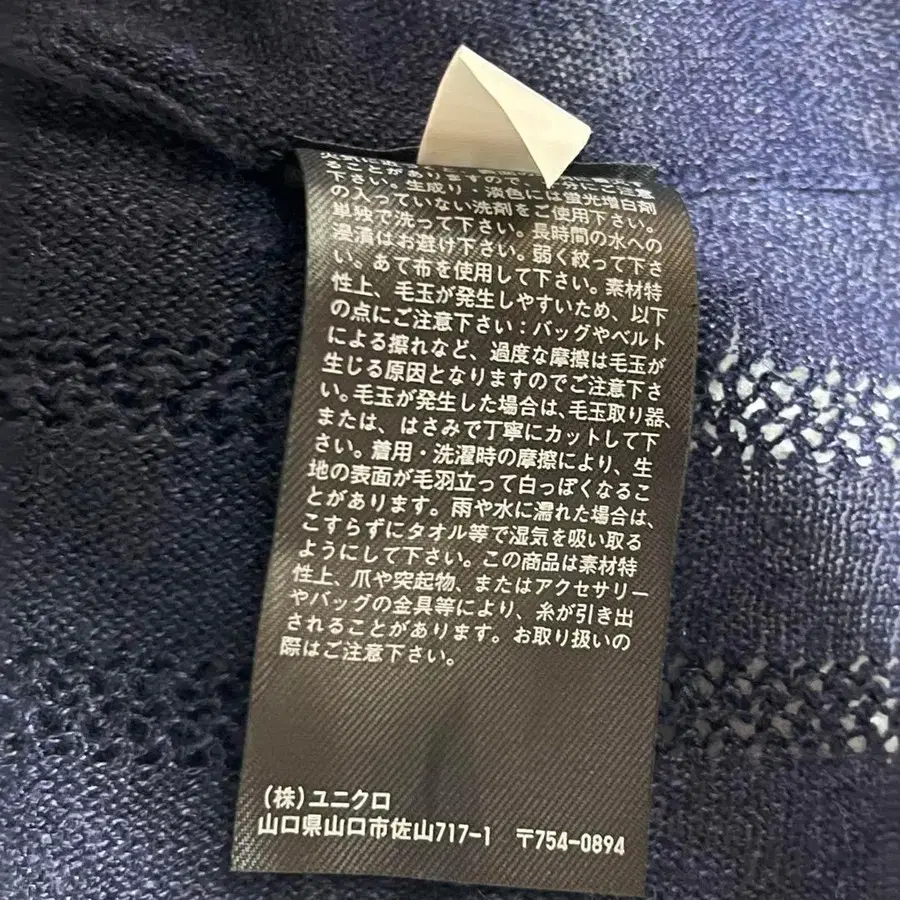 ることがありますので十分にご注意
下さい。生成り・淡色には蛍光増白剤
の入っていない洗剤をご使用下さい。
単独で洗って下さい。長時間の水への
浸漬はお避け下さい。弱く絞って下さ
い。あて布を使用して下さい。素材特
性上、毛玉が発生しやすいため、以下
の点にご注意下さい：バッグやベルト
による擦れなど、過度な摩擦は毛玉が
生じる原因となりますのでご注意下さ
い。毛玉が発生した場合は、毛玉取り器、
または、はさみで丁寧にカットして下
さい。着用・洗濯時の摩擦により、生
地の表面が毛羽立って白っぽくなるこ
とがあります。雨や水に濡れた場合は、
こすらずにタオル等で湿気を吸い取る
ようにして下さい。この商品は素材特
性上、爪や突起物、またはアクセサリー
やバッグの金具等により、糸が引き出
されることがあります。お取り扱いの
際はご注意下さい。
(株)ユニクロ
山口県山口市佐山717-1 〒754-0894